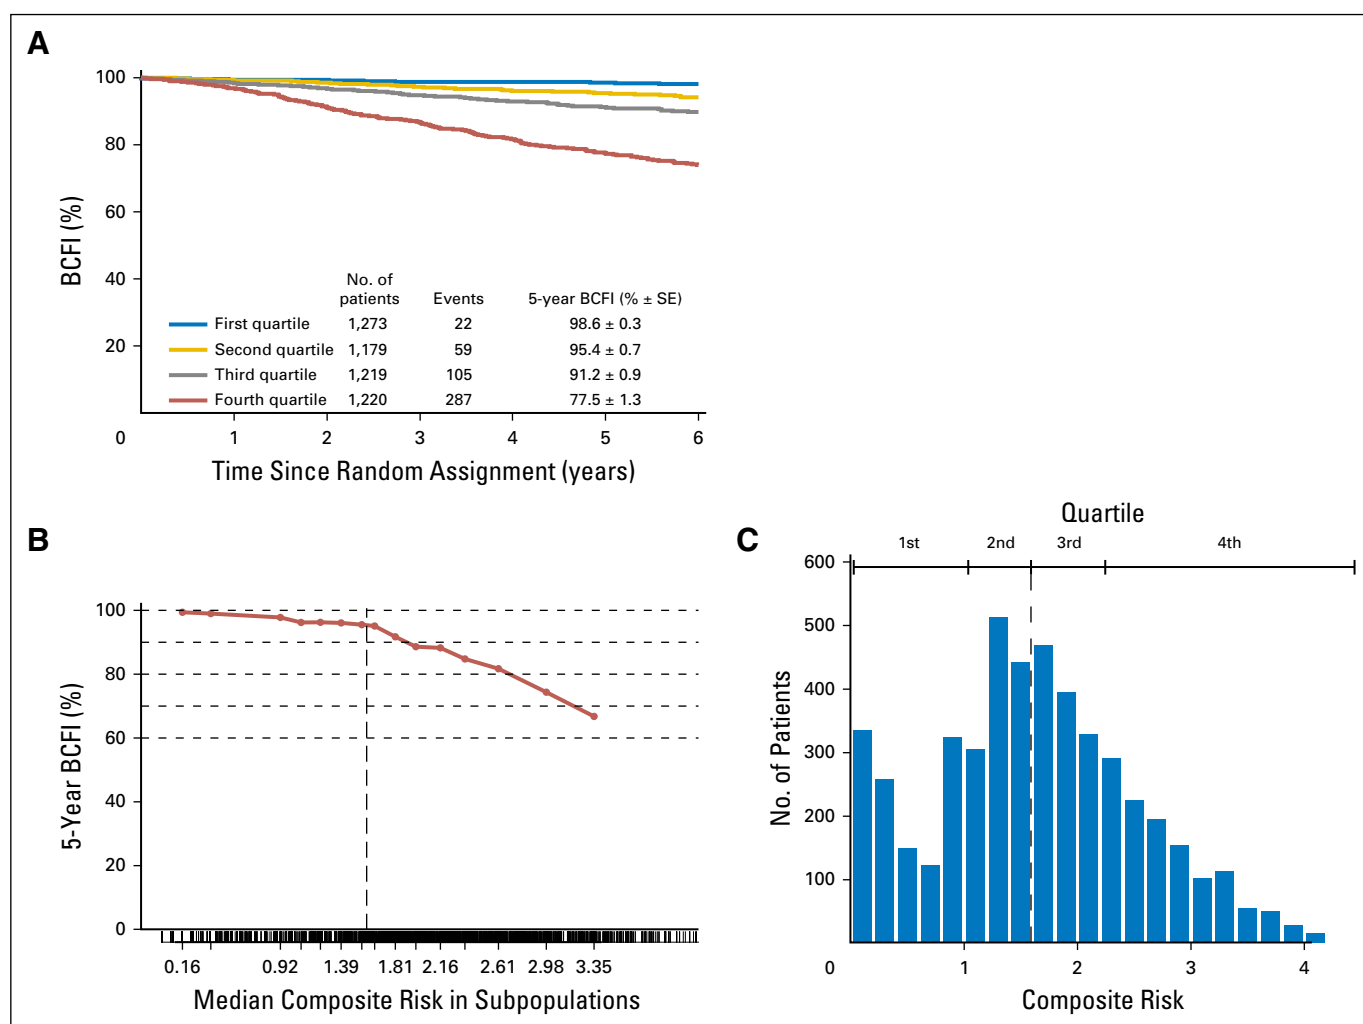 A
100
80
60
40
20
0
1
2
3
4
5
6
BCFI (%)
No. of patients Events 5-year BCFI (% ± SE)
First quartile 1,273 22 98.6 ± 0.3
Second quartile 1,179 59 95.4 ± 0.7
Third quartile 1,219 105 91.2 ± 0.9
Fourth quartile 1,220 287 77.5 ± 1.3
Time Since Random Assignment (years)
B
100
80
60
40
20
0
5-Year BCFI (%)
0.16 0.92 1.39 1.81 2.16 2.61 2.98 3.35
Median Composite Risk in Subpopulations
C
Quartile
1st 2nd 3rd 4th
600
500
400
300
200
100
0
1
2
3
4
No. of Patients
Composite Risk